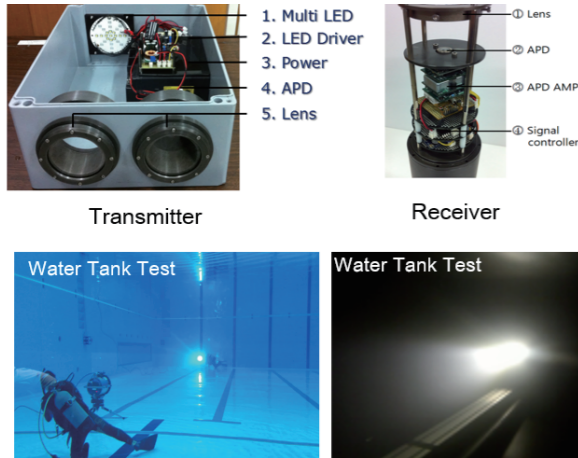 1. Multi LED
2. LED Driver
3. Power
4. APD
5. Lens
① Lens
② APD
③ APD AMP
④ Signal
controller
Transmitter
Receiver
Water Tank Test
Water Tank Test